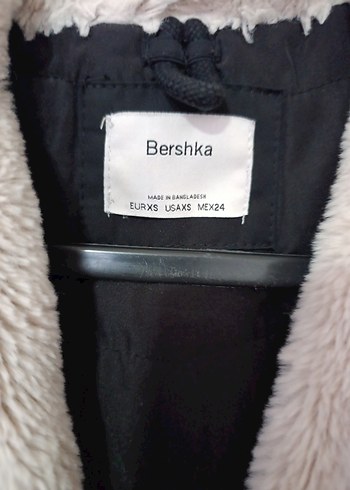 Bershka
MADE IN BANGLADESH
EUR XS USA XS MEX 24